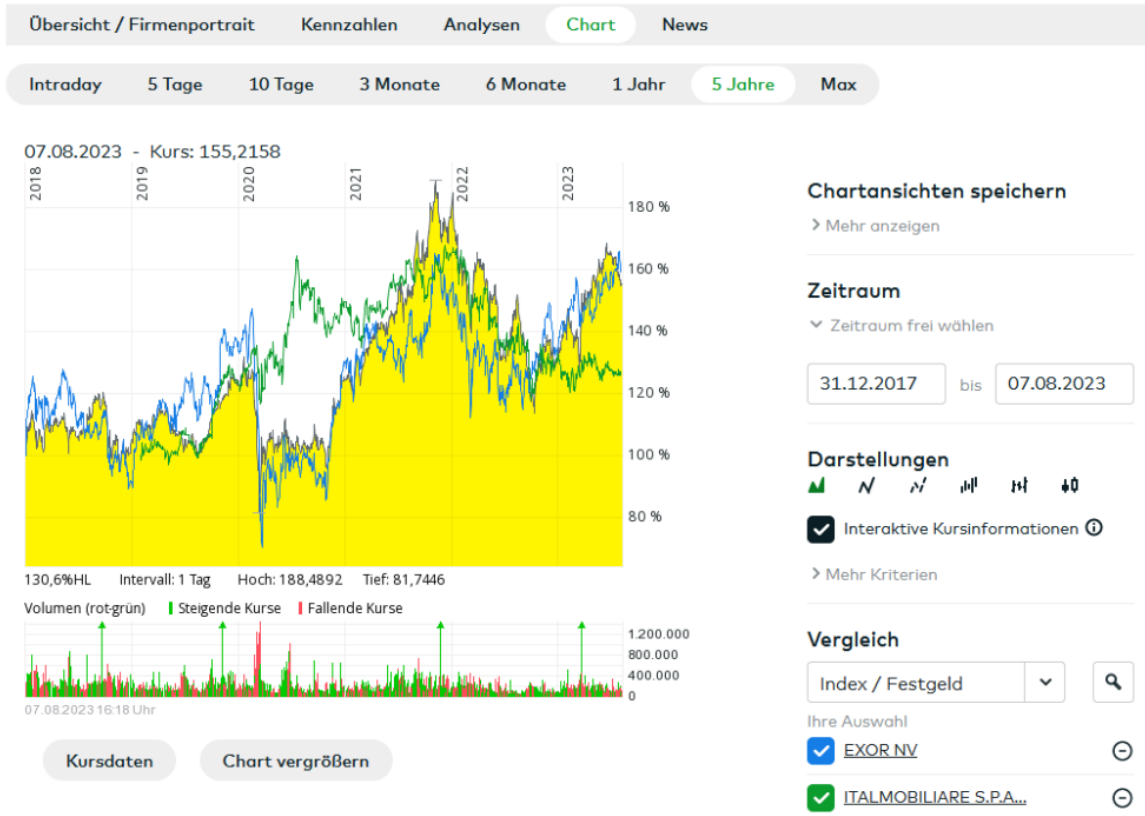 Übersicht / Firmenportrait Kennzahlen Analysen Chart News
Intraday 5 Tage 10 Tage 3 Monate 6 Monate 1 Jahr 5 Jahre Max
07.08.2023 - Kurs: 155,2158
2018 2019 2020 2021 2022 2023
180 %
160 %
140 %
120 %
100 %
80 %
130,6%HL Intervall: 1 Tag Hoch: 188,4892 Tief: 81,7446
Volumen (rot-grün) Steigende Kurse Fallende Kurse
1.200.000
800.000
400.000
0
07.08.2023 16:18 Uhr
Kursdaten Chart vergrößern
Chartansichten speichern
Mehr anzeigen
Zeitraum
Zeitraum frei wählen
31.12.2017 bis 07.08.2023
Darstellungen
Interaktive Kursinformationen
Mehr Kriterien
Vergleich
Index / Festgeld
Ihre Auswahl
EXOR NV
ITALMOBILIARE S.P.A...